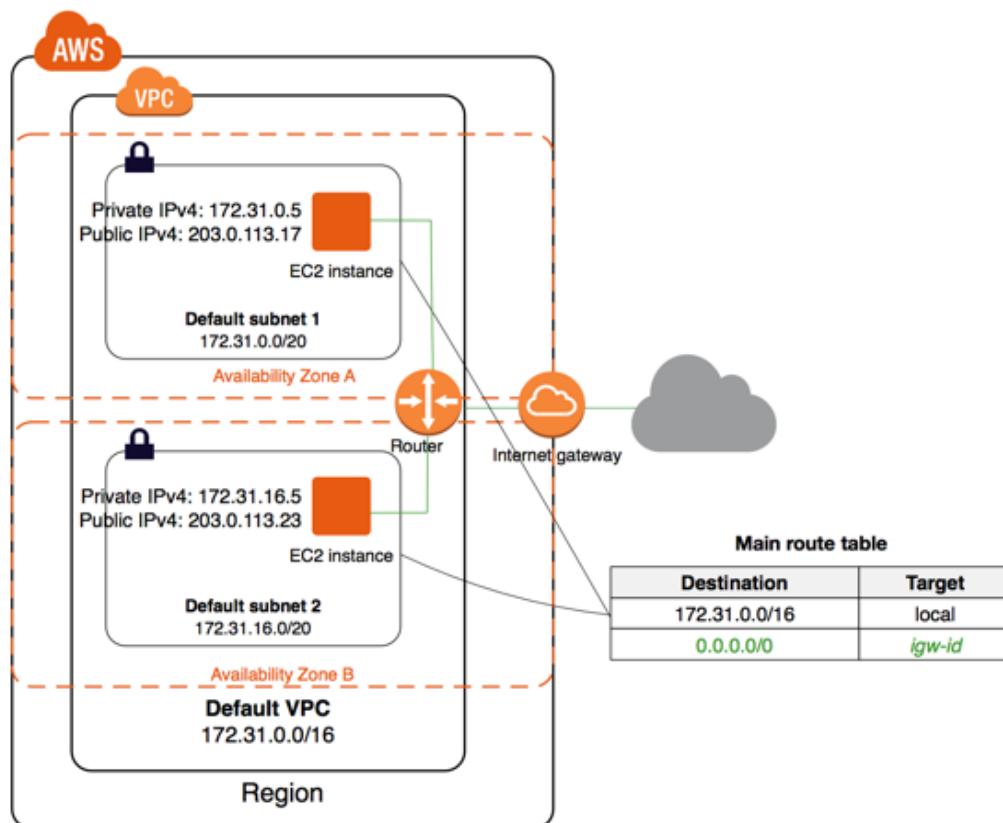 AWS
VPC
Private IPv4: 172.31.0.5
Public IPv4: 203.0.113.17
EC2 instance
Default subnet 1
172.31.0.0/20
Availability Zone A
Router
Internet gateway
Private IPv4: 172.31.16.5
Public IPv4: 203.0.113.23
EC2 instance
Default subnet 2
172.31.16.0/20
Availability Zone B
Default VPC
172.31.0.0/16
Region
Main route table
Destination Target
172.31.0.0/16 local
0.0.0.0/0 igw-id